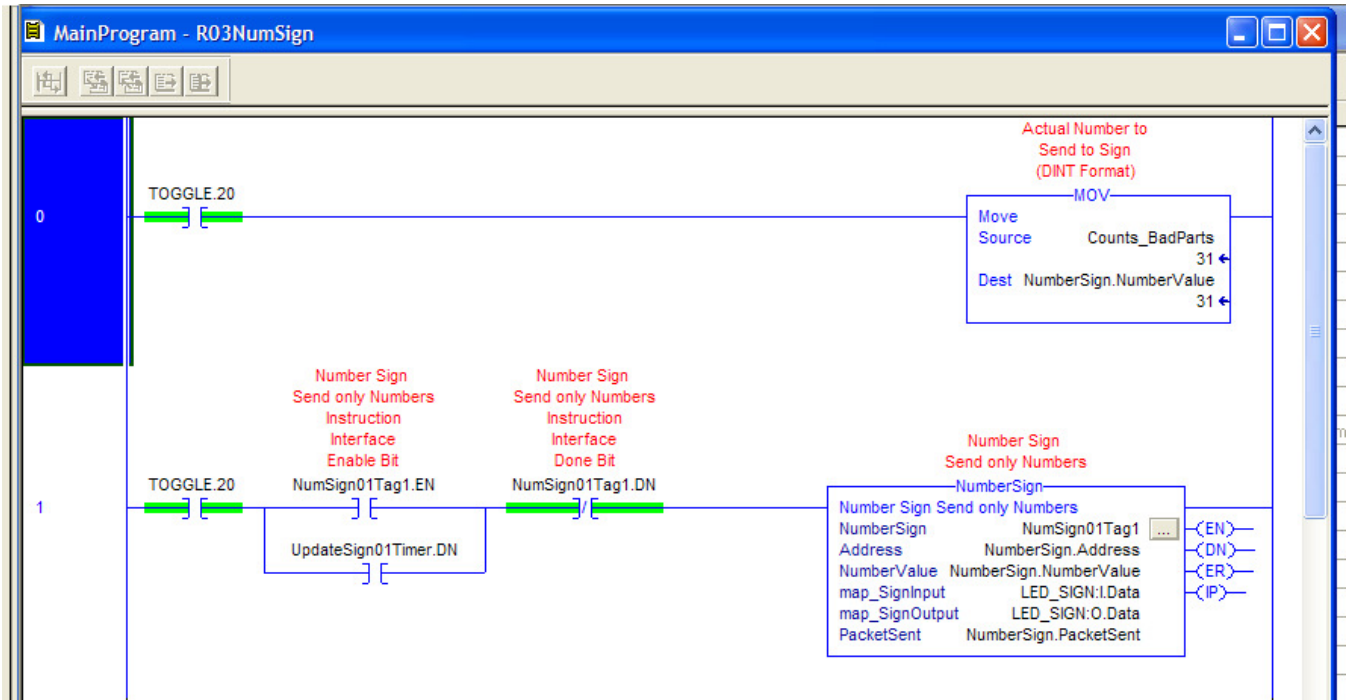 MainProgram - R03NumSign
Actual Number to
Send to Sign
(DINT Format)
TOGGLE.20
MOV
0
Move
Source Counts_BadParts
31
Dest NumberSign.NumberValue
31
Number Sign
Send only Numbers
Instruction
Interface
Enable Bit
Number Sign
Send only Numbers
Instruction
Interface
Done Bit
Number Sign
Send only Numbers
TOGGLE.20 NumSign01Tag1.EN NumSign01Tag1.DN
NumberSign
1
Number Sign Send only Numbers
NumberSign NumSign01Tag1 ... (EN)
Address NumberSign.Address (DN)
NumberValue NumberSign.NumberValue (ER)
map_SignInput LED_SIGN:I.Data (IP)
map_SignOutput LED_SIGN:O.Data
PacketSent NumberSign.PacketSent
UpdateSign01Timer.DN